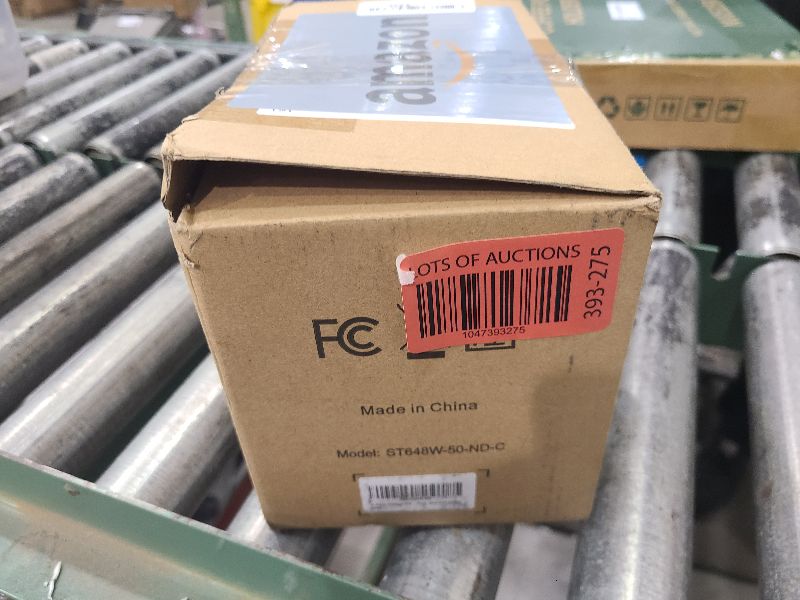 amazon
LOTS OF AUCTIONS
1047393275
393-275
FC
Made in China
Model: ST648W-50-ND-C